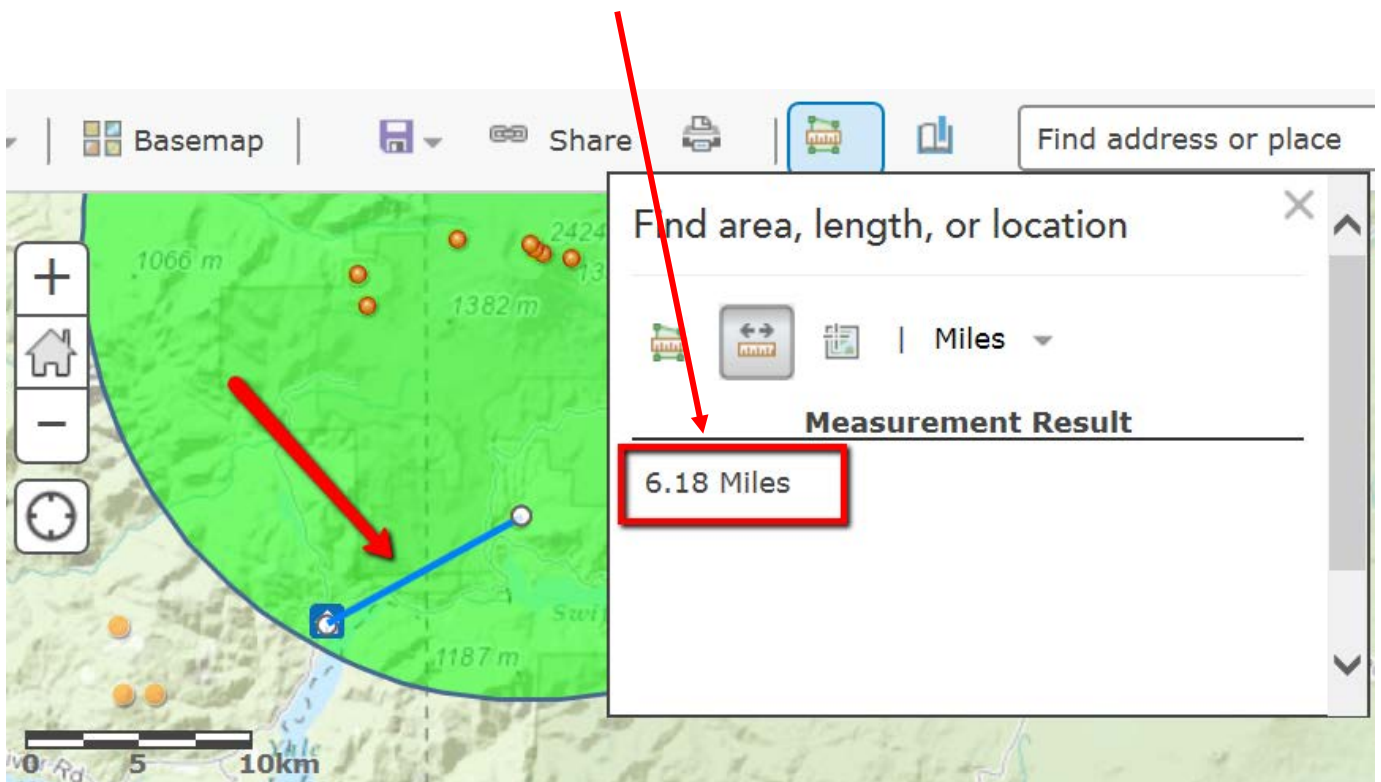 Basemap
Share
Find address or place
Find area, length, or location
Miles
Measurement Result
6.18 Miles
1066 m
2424
1382 m
1187 m
0 5 10km